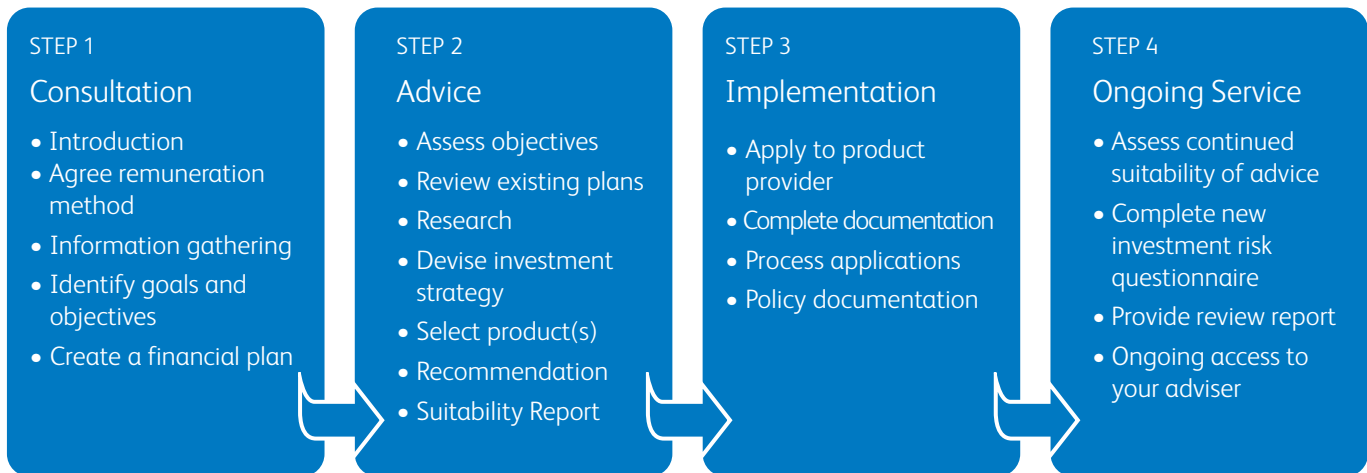 STEP 1
Consultation
• Introduction
• Agree remuneration
method
• Information gathering
• Identify goals and
objectives
• Create a financial plan
STEP 2
Advice
• Assess objectives
• Review existing plans
• Research
• Devise investment
strategy
• Select product(s)
• Recommendation
• Suitability Report
STEP 3
Implementation
• Apply to product
provider
• Complete documentation
• Process applications
• Policy documentation
STEP 4
Ongoing Service
• Assess continued
suitability of advice
• Complete new
investment risk
questionnaire
• Provide review report
• Ongoing access to
your adviser